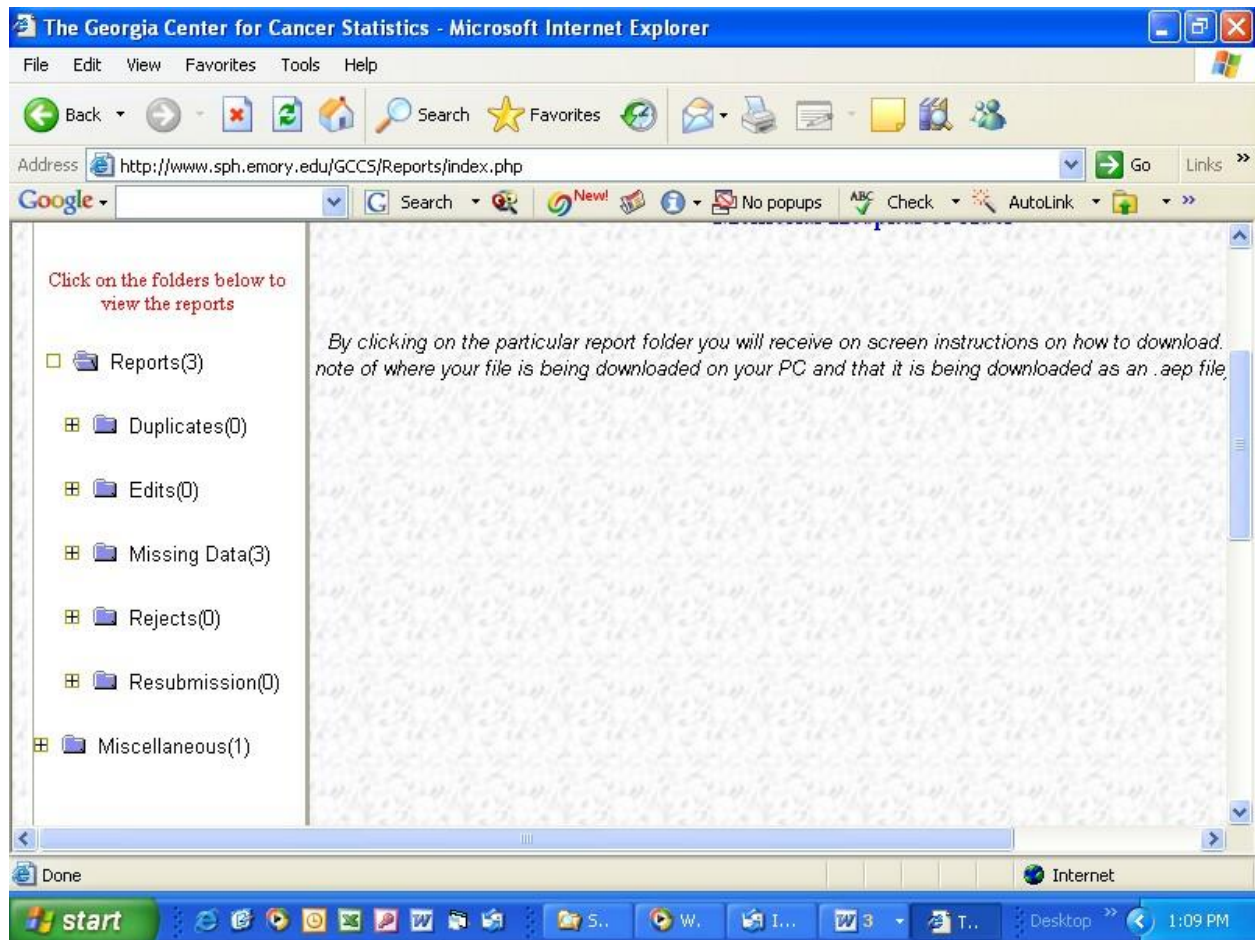 The Georgia Center for Cancer Statistics - Microsoft Internet Explorer
File Edit View Favorites Tools Help
Back Search Favorites
Address http://www.sph.emory.edu/GCCS/Reports/index.php Go Links »
Google Search New! No popups ABC Check AutoLink »
Click on the folders below to
view the reports
Reports(3)
Duplicates(0)
Edits(0)
Missing Data(3)
Rejects(0)
Resubmission(0)
Miscellaneous(1)
By clicking on the particular report folder you will receive on screen instructions on how to download.
note of where your file is being downloaded on your PC and that it is being downloaded as an .aep file,
Done Internet
start S.. W. I... W 3 T.. Desktop » 1:09 PM